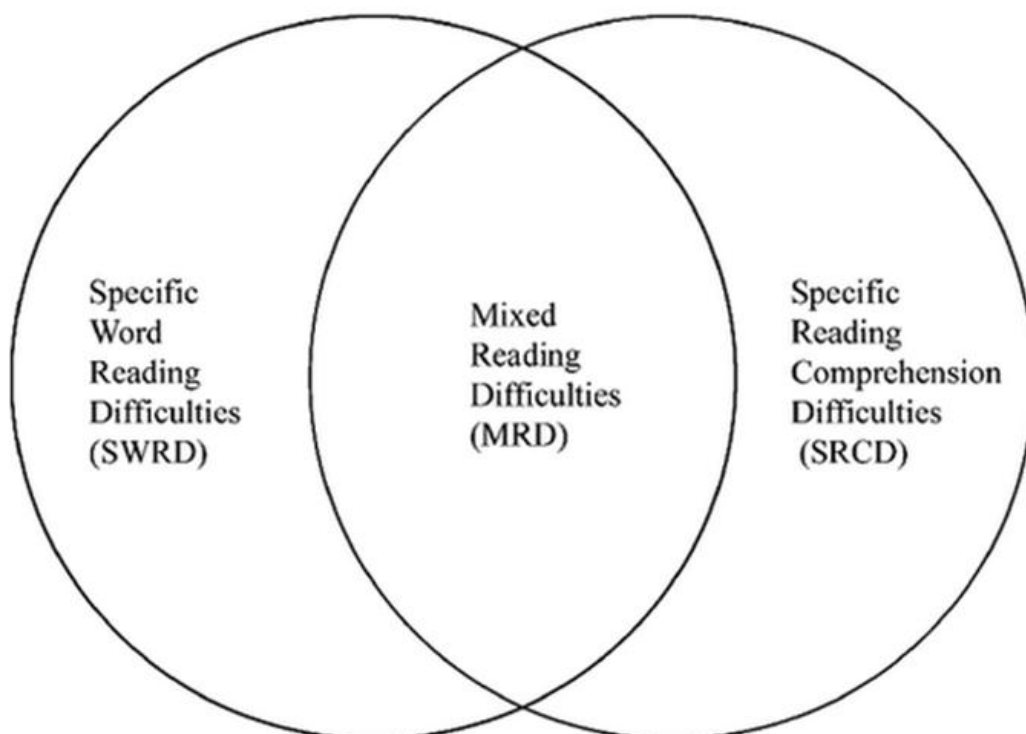 Specific
Word
Reading
Difficulties
(SWRD)
Mixed
Reading
Difficulties
(MRD)
Specific
Reading
Comprehension
Difficulties
(SRCD)